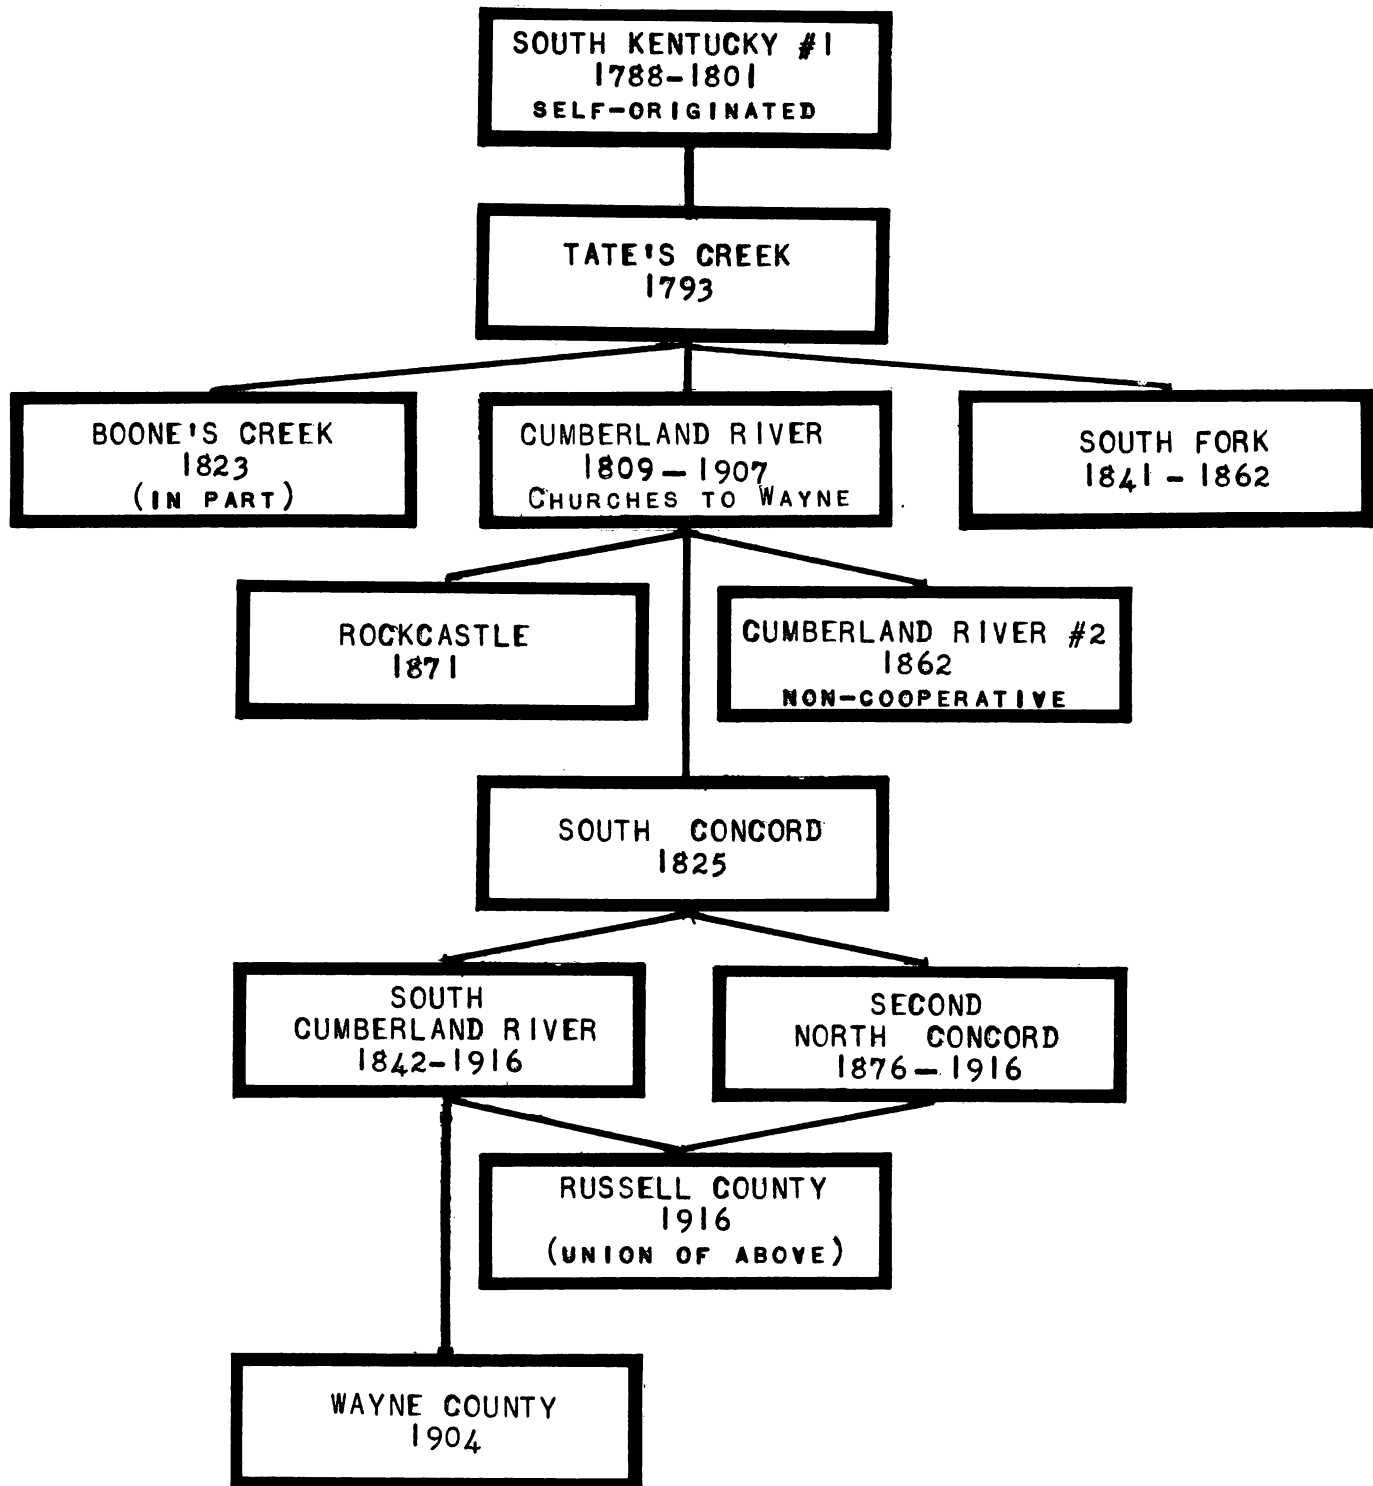 SOUTH KENTUCKY #1
1788-1801
SELF-ORIGINATED
TATE'S CREEK
1793
BOONE'S CREEK
1823
(IN PART)
CUMBERLAND RIVER
1809-1907
CHURCHES TO WAYNE
SOUTH FORK
1841-1862
ROCKCASTLE
1871
CUMBERLAND RIVER #2
1862
NON-COOPERATIVE
SOUTH CONCORD
1825
SOUTH
CUMBERLAND RIVER
1842-1916
SECOND
NORTH CONCORD
1876-1916
RUSSELL COUNTY
1916
(UNION OF ABOVE)
WAYNE COUNTY
1904